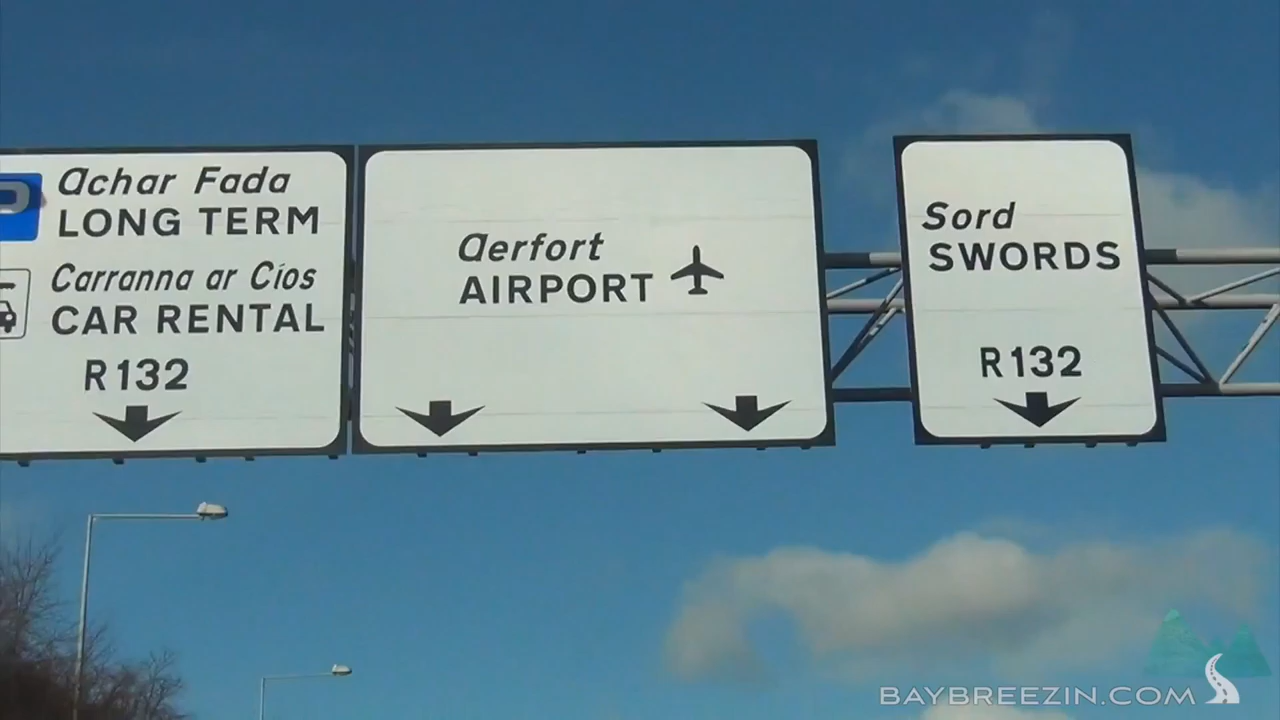 P
Achar Fada
LONG TERM
Carranna ar Cíos
CAR RENTAL
R132
Aerfort
AIRPORT
Sord
SWORDS
R132
BAYBREEZIN.COM